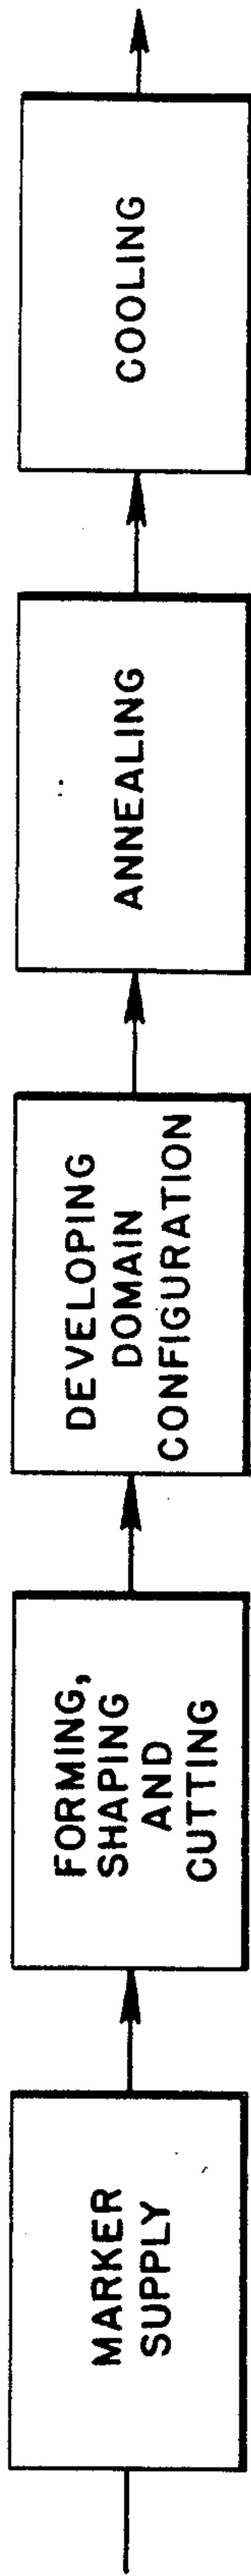 MARKER
SUPPLY
FORMING,
SHAPING
AND
CUTTING
DEVELOPING
DOMAIN
CONFIGURATION
ANNEALING
COOLING